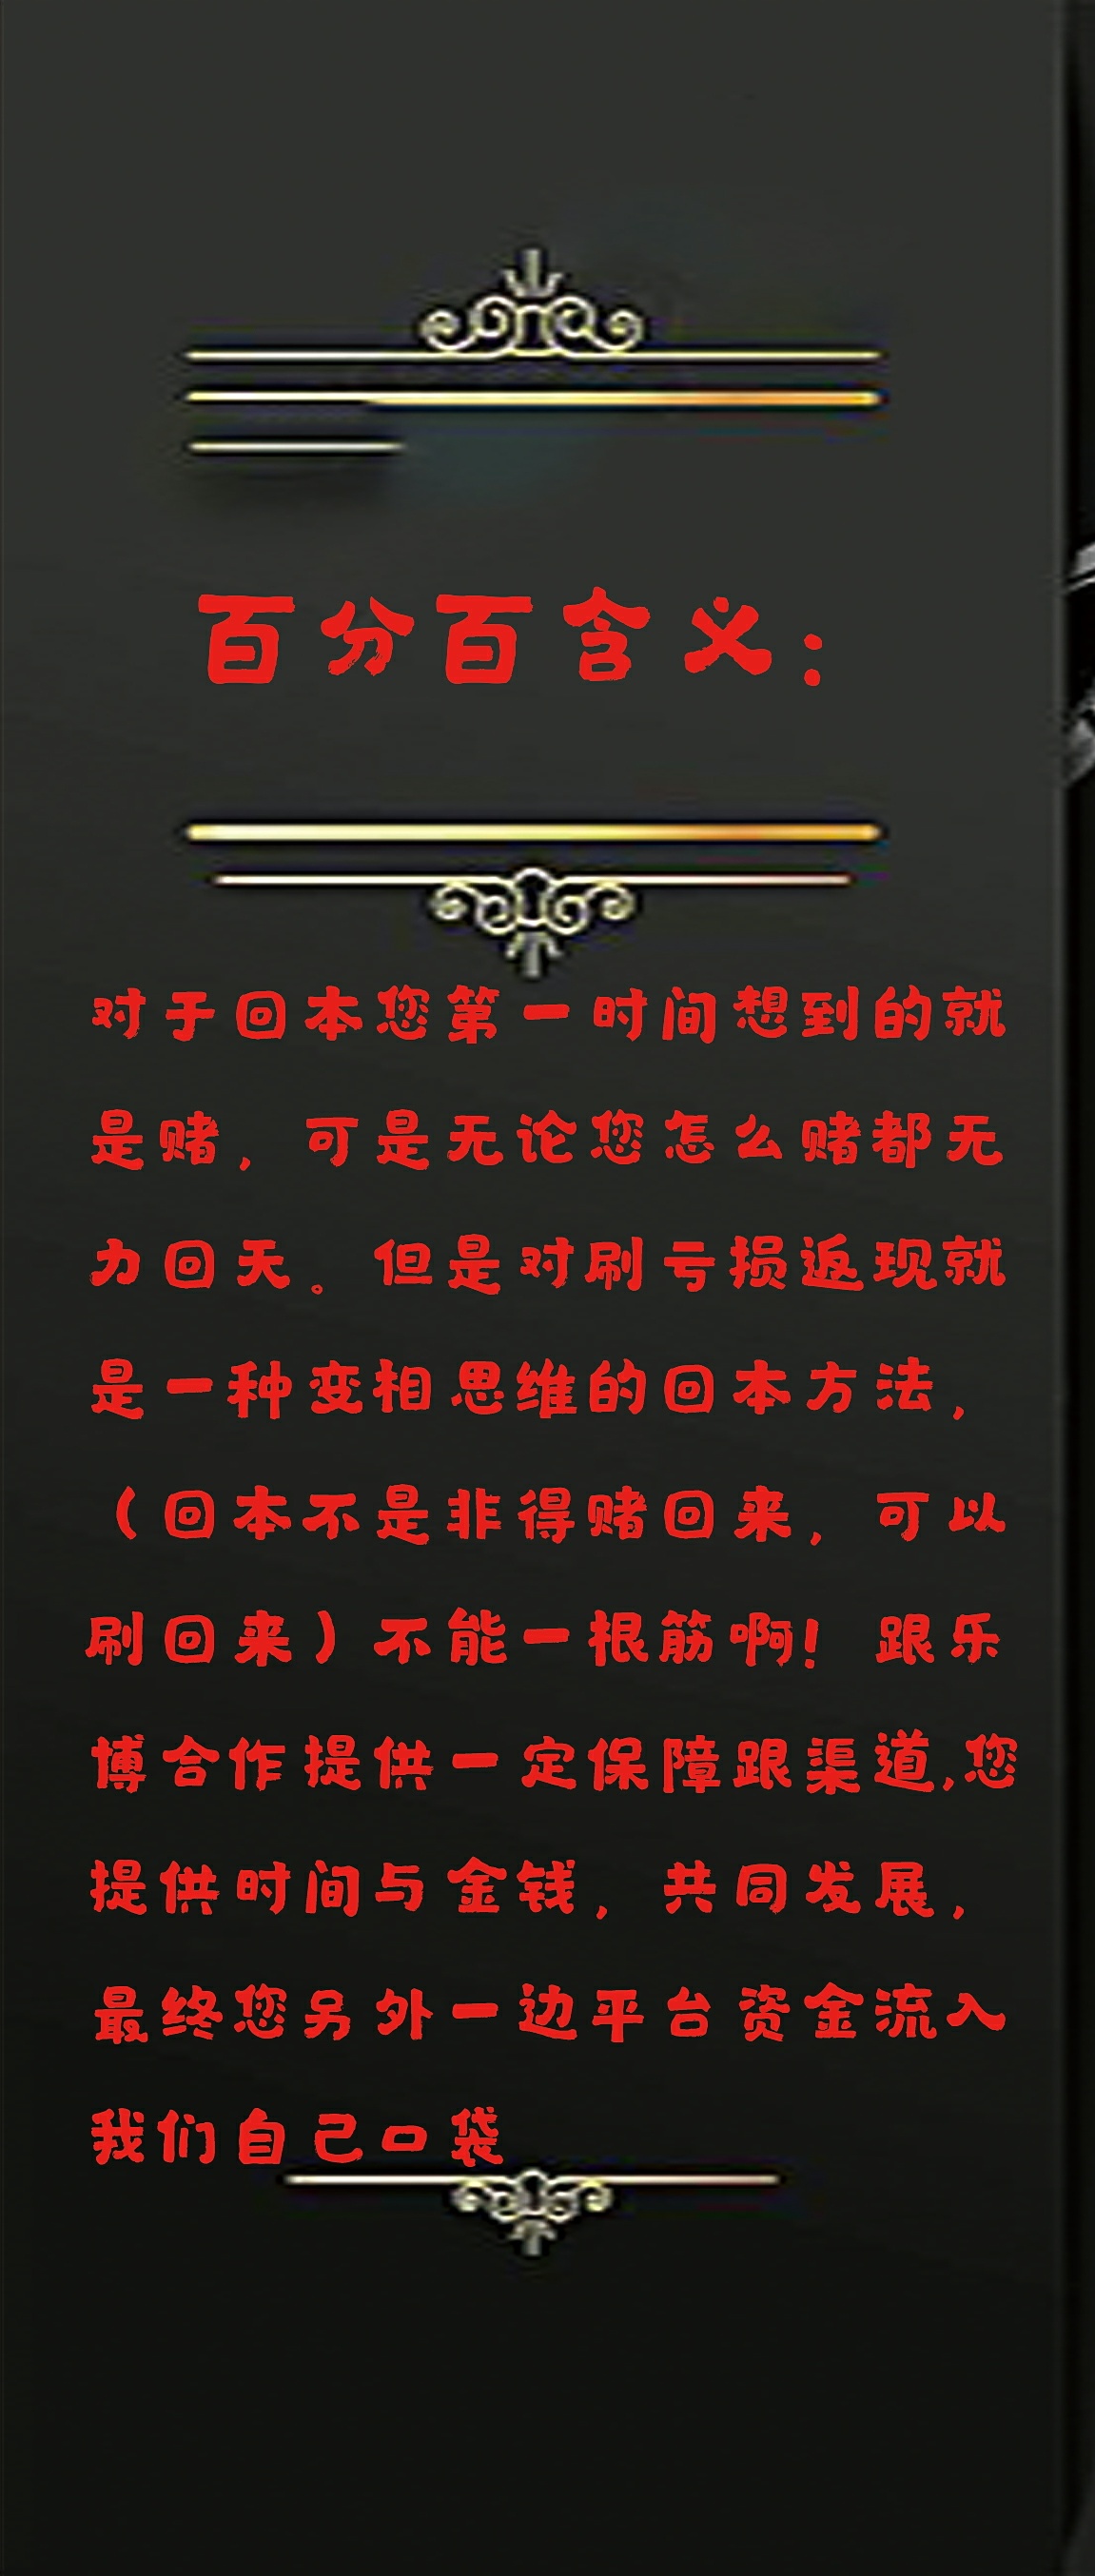 百分百含义：
对于回本您第一时间想到的就
是赌，可是无论您怎么赌都无
力回天。但是对刷亏损返现就
是一种变相思维的回本方法，
（回本不是非得赌回来，可以
刷回来）不能一根筋啊！跟乐
博合作提供一定保障跟渠道,您
提供时间与金钱，共同发展，
最终您另外一边平台资金流入
我们自己口袋